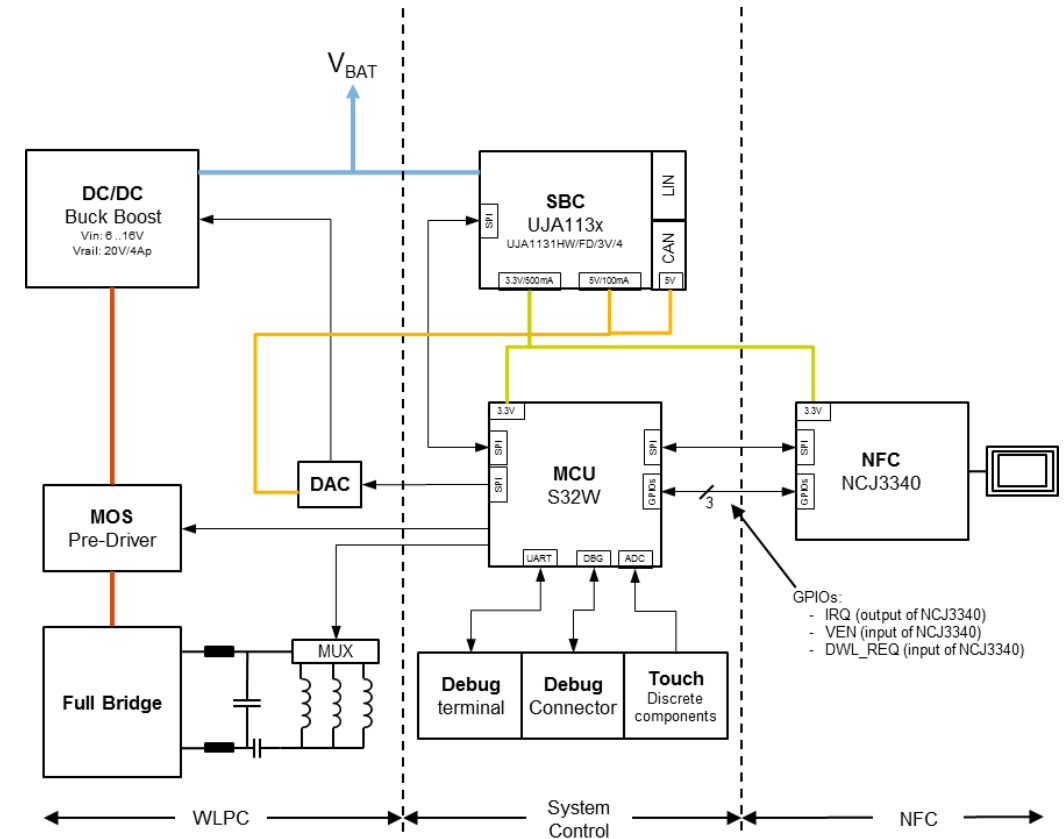 VBAT
DC/DC
Buck Boost
Vin: 6 ..16V
Vrail: 20V/4Ap
SBC
UJA113x
UJA1131HW/FD/3V/4
SPI
LIN
CAN
3.3V/500mA
5V/100mA
5V
3.3V
SPI
SPI
MCU
S32W
SPI
GPIOs
UART
DBG
ADC
3.3V
SPI
GPIOs
NFC
NCJ3340
3
DAC
MOS
Pre-Driver
GPIOs:
- IRQ (output of NCJ3340)
- VEN (input of NCJ3340)
- DWL_REQ (input of NCJ3340)
MUX
Full Bridge
Debug
terminal
Debug
Connector
Touch
Discrete
components
WLPC
System
Control
NFC